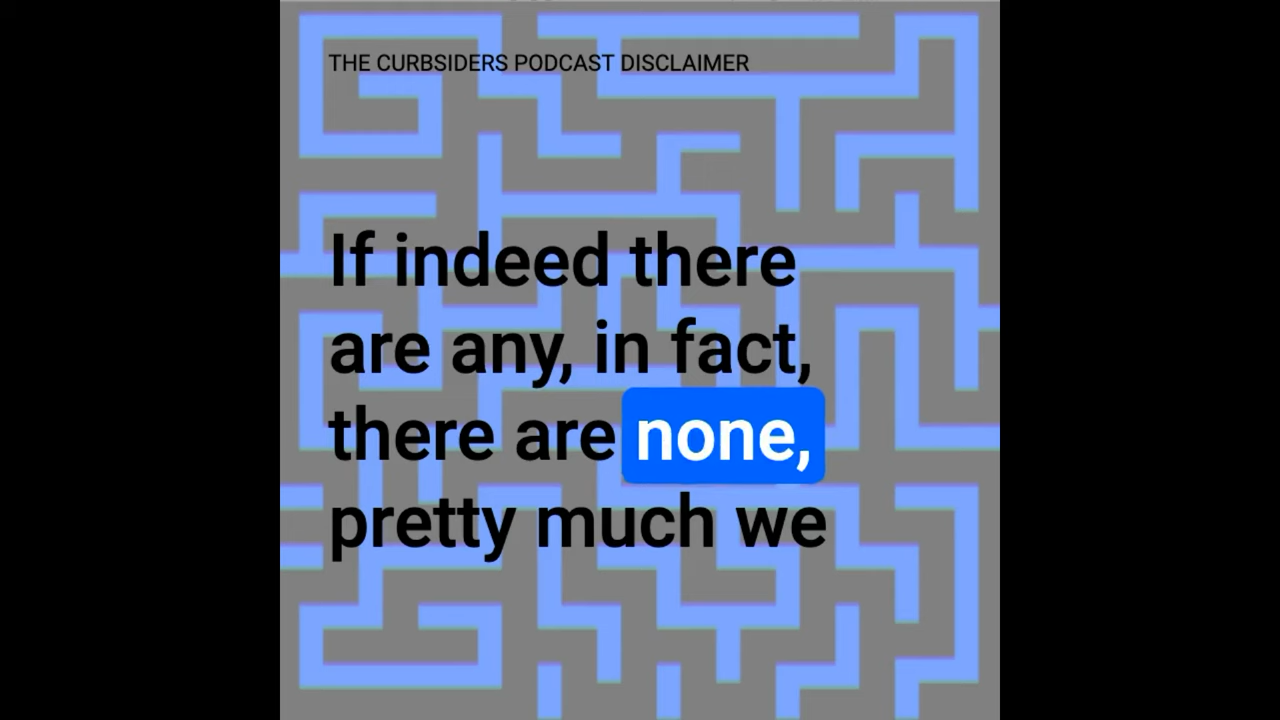 THE CURBSIDERS PODCAST DISCLAIMER
If indeed there
are any, in fact,
there are none,
pretty much we